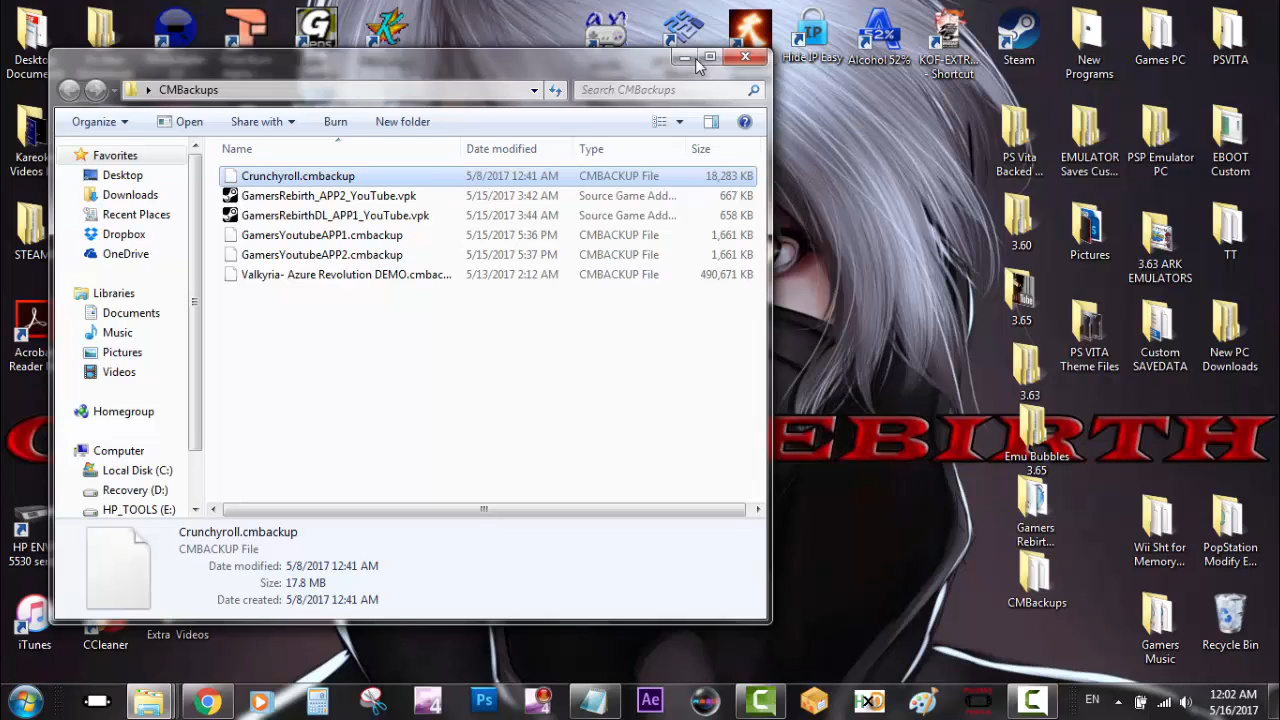 Deskto
Docume
Hide IP Easy
Alcohol 52%
KOF-EXTR...
- Shortcut
Steam
New
Programs
Games PC
PSVITA
CMBackups
Search CMBackups
Organize
Open
Share with
Burn
New folder
Favorites
Desktop
Downloads
Recent Places
Dropbox
OneDrive
Libraries
Documents
Music
Pictures
Videos
Homegroup
Computer
Local Disk (C:)
Recovery (D:)
HP_TOOLS (E:)
Name Date modified Type Size
Crunchyroll.cmbackup 5/8/2017 12:41 AM CMBACKUP File 18,283 KB
GamersRebirth_APP2_YouTube.vpk 5/15/2017 3:42 AM Source Game Add... 667 KB
GamersRebirthDL_APP1_YouTube.vpk 5/15/2017 3:44 AM Source Game Add... 658 KB
GamersYoutubeAPP1.cmbackup 5/15/2017 5:36 PM CMBACKUP File 1,661 KB
GamersYoutubeAPP2.cmbackup 5/15/2017 5:37 PM CMBACKUP File 1,661 KB
Valkyria- Azure Revolution DEMO.cmbac... 5/13/2017 2:12 AM CMBACKUP File 490,671 KB
Crunchyroll.cmbackup
CMBACKUP File
Date modified: 5/8/2017 12:41 AM
Size: 17.8 MB
Date created: 5/8/2017 12:41 AM
Kareok
Videos
STEAM
Acroba
Reader
HP ENV
5530 ser
iTunes
CCleaner
Extra Videos
PS Vita
Backed ...
EMULATOR
Saves Cus...
PSP Emulator
PC
EBOOT
Custom
3.60
Pictures
3.63 ARK
EMULATORS
TT
3.65
PS VITA
Theme Files
Custom
SAVEDATA
New PC
Downloads
3.63
EBIRTH
Emu Bubbles
3.65
Gamers
Rebirt...
Wii Sht for
Memory...
PopStation
Modify E...
CMBackups
Gamers
Music
Recycle Bin
Ps
Ae
EN
12:02 AM
5/16/2017